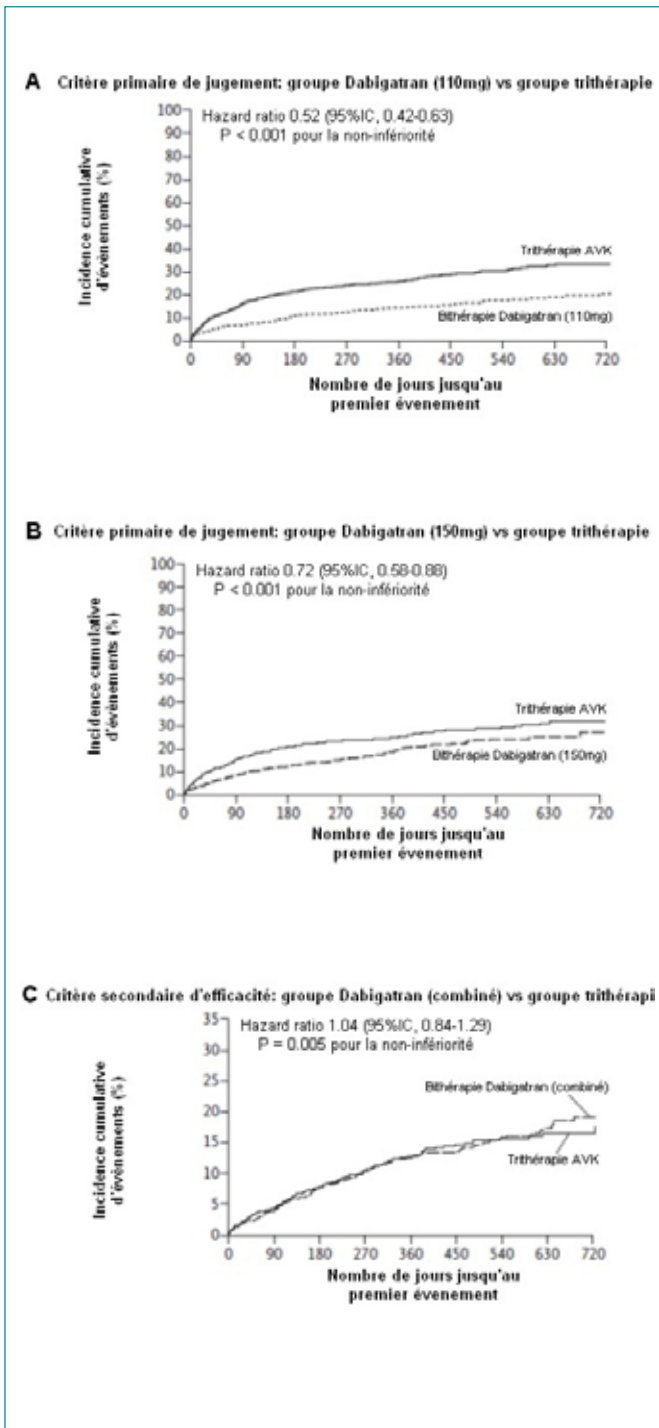 A Critère primaire de jugement: groupe Dabigatran (110mg) vs groupe trithérapie
Incidence cumulative
d'évènements (%)
100
90
80
70
60
50
40
30
20
10
0
Hazard ratio 0.52 (95%IC, 0.42-0.63)
P < 0.001 pour la non-infériorité
Trithérapie AVK
Bithérapie Dabigatran (110mg)
0 90 180 270 360 450 540 630 720
Nombre de jours jusqu'au
premier évenement
B Critère primaire de jugement: groupe Dabigatran (150mg) vs groupe trithérapie
Incidence cumulative
d'évènements (%)
100
90
80
70
60
50
40
30
20
10
0
Hazard ratio 0.72 (95%IC, 0.58-0.88)
P < 0.001 pour la non-infériorité
Trithérapie AVK
Bithérapie Dabigatran (150mg)
0 90 180 270 360 450 540 630 720
Nombre de jours jusqu'au
premier évenement
C Critère secondaire d'efficacité: groupe Dabigatran (combiné) vs groupe trithérapi
Incidence cumulative
d'évènements (%)
35
30
25
20
15
10
5
0
Hazard ratio 1.04 (95%IC, 0.84-1.29)
P = 0.005 pour la non-infériorité
Bithérapie Dabigatran (combiné)
Trithérapie AVK
0 90 180 270 360 450 540 630 720
Nombre de jours jusqu'au
premier évenement